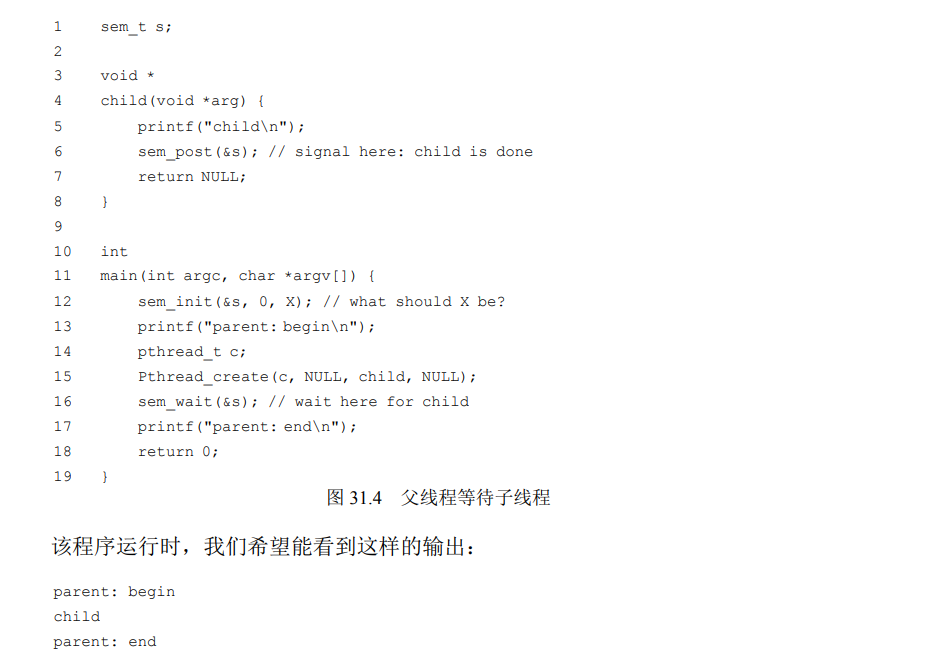 1 sem_t s;
2
3 void *
4 child(void *arg) {
5 printf("child\n");
6 sem_post(&s); // signal here: child is done
7 return NULL;
8 }
9
10 int
11 main(int argc, char *argv[]) {
12 sem_init(&s, 0, X); // what should X be?
13 printf("parent: begin\n");
14 pthread_t c;
15 Pthread_create(c, NULL, child, NULL);
16 sem_wait(&s); // wait here for child
17 printf("parent: end\n");
18 return 0;
19 }
图 31.4 父线程等待子线程
该程序运行时，我们希望能看到这样的输出：
parent: begin
child
parent: end